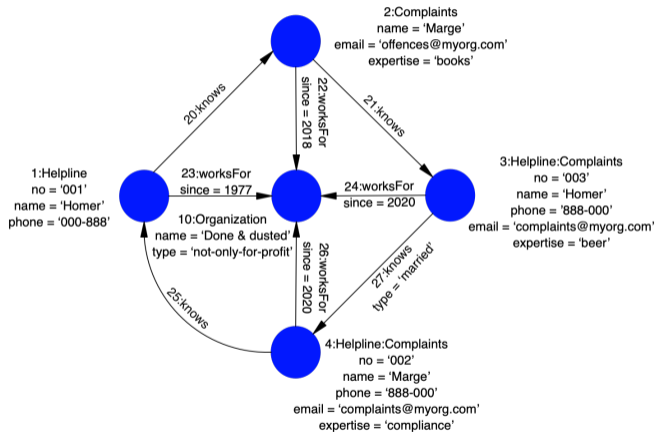 2:Complaints
name = ‘Marge’
email = ‘offences@myorg.com’
expertise = ‘books’
20:knows
22:worksFor
since = 2018
21:knows
1:Helpline
no = ‘001’
name = ‘Homer’
phone = ‘000-888’
23:worksFor
since = 1977
24:worksFor
since = 2020
3:Helpline:Complaints
no = ‘003’
name = ‘Homer’
phone = ‘888-000’
email = ‘complaints@myorg.com’
expertise = ‘beer’
10:Organization
name = ‘Done & dusted’
type = ‘not-only-for-profit’
26:worksFor
since = 2020
27:knows
type = ‘married’
25:knows
4:Helpline:Complaints
no = ‘002’
name = ‘Marge’
phone = ‘888-000’
email = ‘complaints@myorg.com’
expertise = ‘compliance’